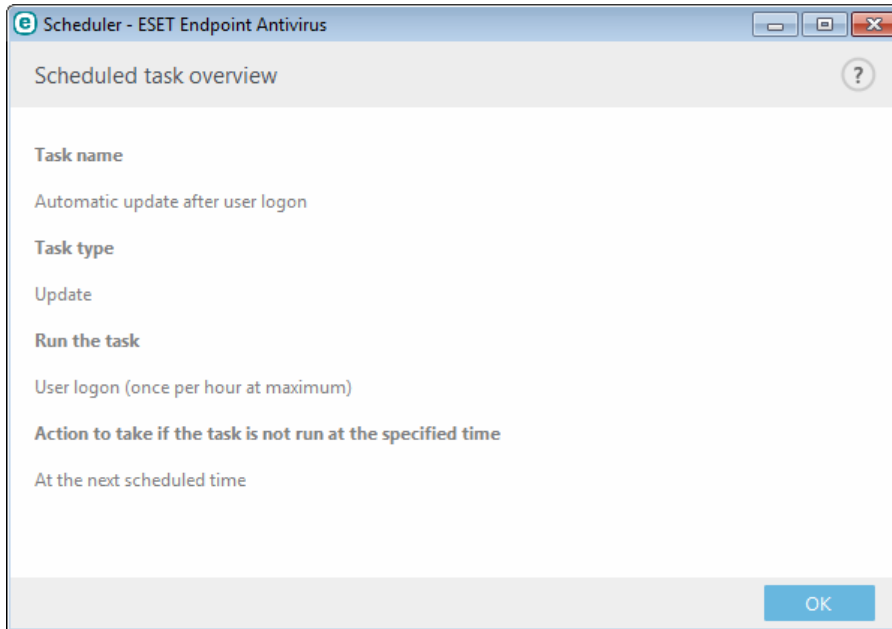 Scheduler - ESET Endpoint Antivirus
Scheduled task overview
?
Task name
Automatic update after user logon
Task type
Update
Run the task
User logon (once per hour at maximum)
Action to take if the task is not run at the specified time
At the next scheduled time
OK